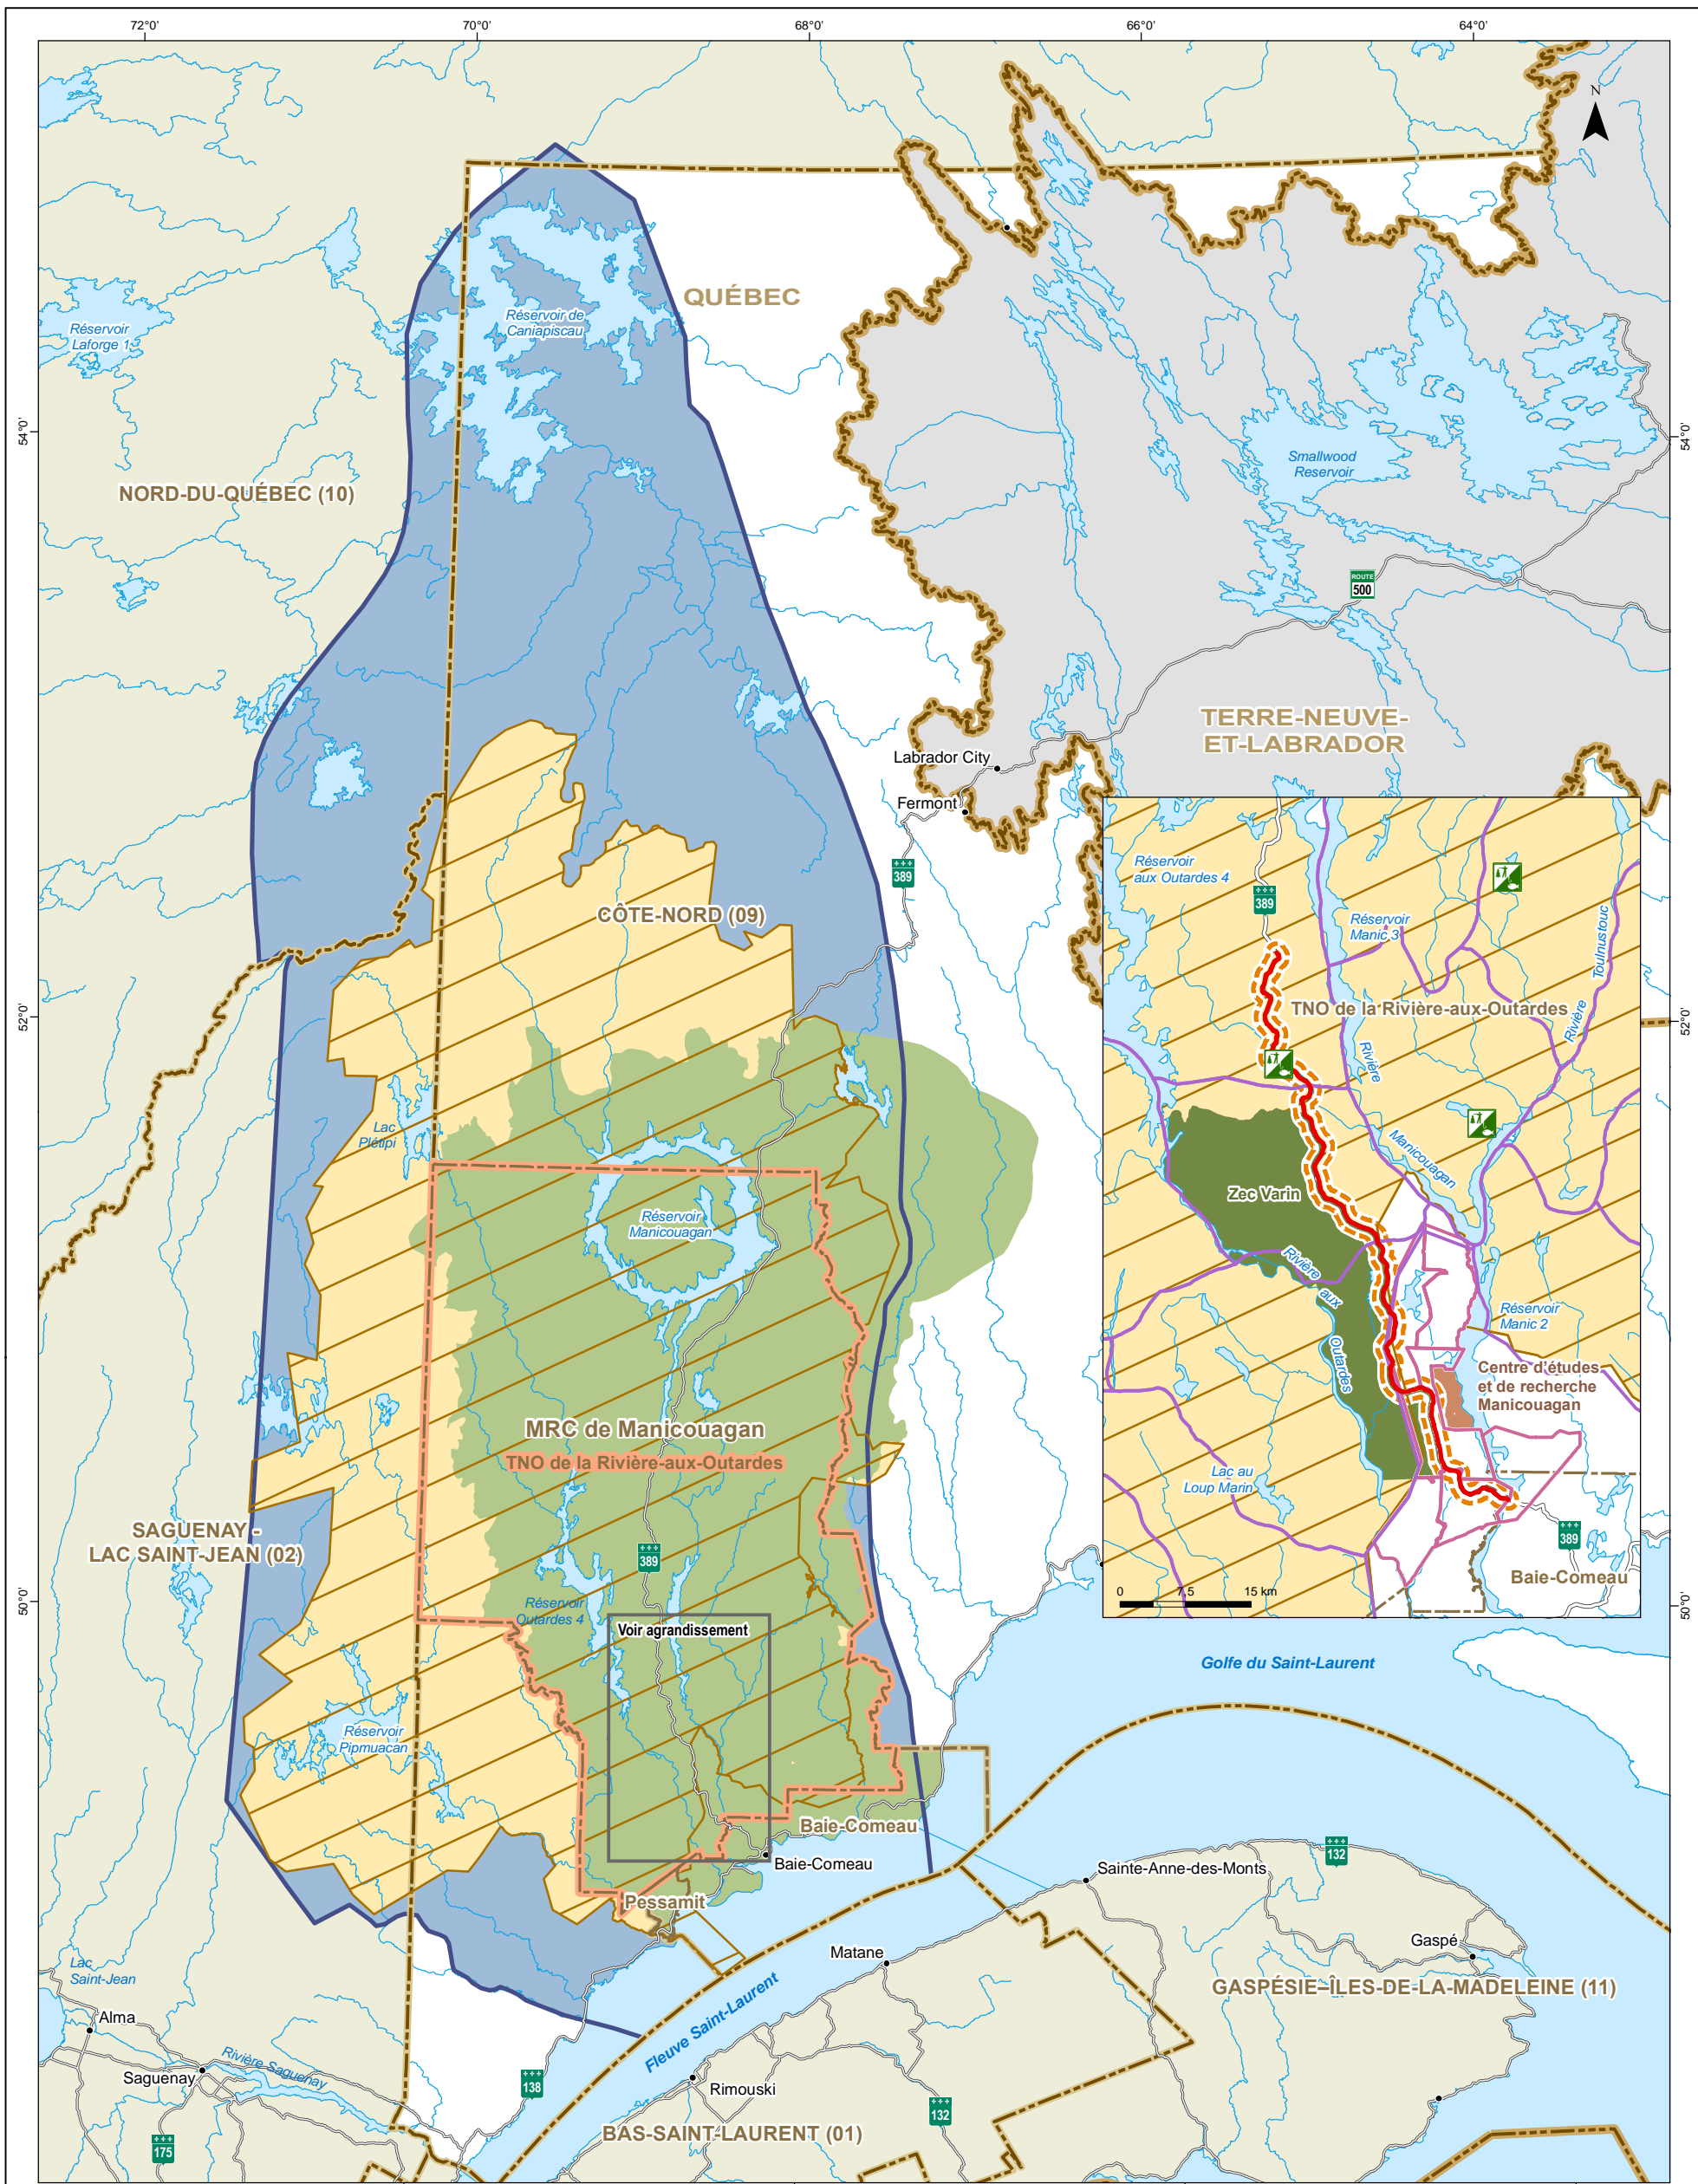 72°0'
70°0'
68°0'
66°0'
64°0'
N
QUÉBEC
Réservoir de
Caniapiscau
Réservoir
Laforge 1
54°0'
54°0'
Smallwood
Reservoir
NORD-DU-QUÉBEC (10)
ROUTE
500
TERRE-NEUVE-
ET-LABRADOR
Labrador City
Fermont
389
CÔTE-NORD (09)
52°0'
52°0'
Lac
Plétipi
Réservoir
Manicouagan
MRC de Manicouagan
TNO de la Rivière-aux-Outardes
SAGUENAY -
LAC SAINT-JEAN (02)
389
50°0'
50°0'
Réservoir
Outardes 4
Voir agrandissement
Réservoir
Pipmuacan
Baie-Comeau
Baie-Comeau
Pessamit
Réservoir
aux Outardes 4
389
Réservoir
Manic 3
Toulnustouc
Rivière
TNO de la Rivière-aux-Outardes
Rivière
Manicouagan
Zec Varin
Rivière
aux
Outardes
Réservoir
Manic 2
Centre d'études
et de recherche
Manicouagan
Lac au
Loup Marin
389
Baie-Comeau
0
7,5
15 km
Golfe du Saint-Laurent
132
Sainte-Anne-des-Monts
Matane
Gaspé
GASPÉSIE–ÎLES-DE-LA-MADELEINE (11)
Lac
Saint-Jean
Alma
Fleuve Saint-Laurent
Rivière Saguenay
Saguenay
138
Rimouski
132
BAS-SAINT-LAURENT (01)
175